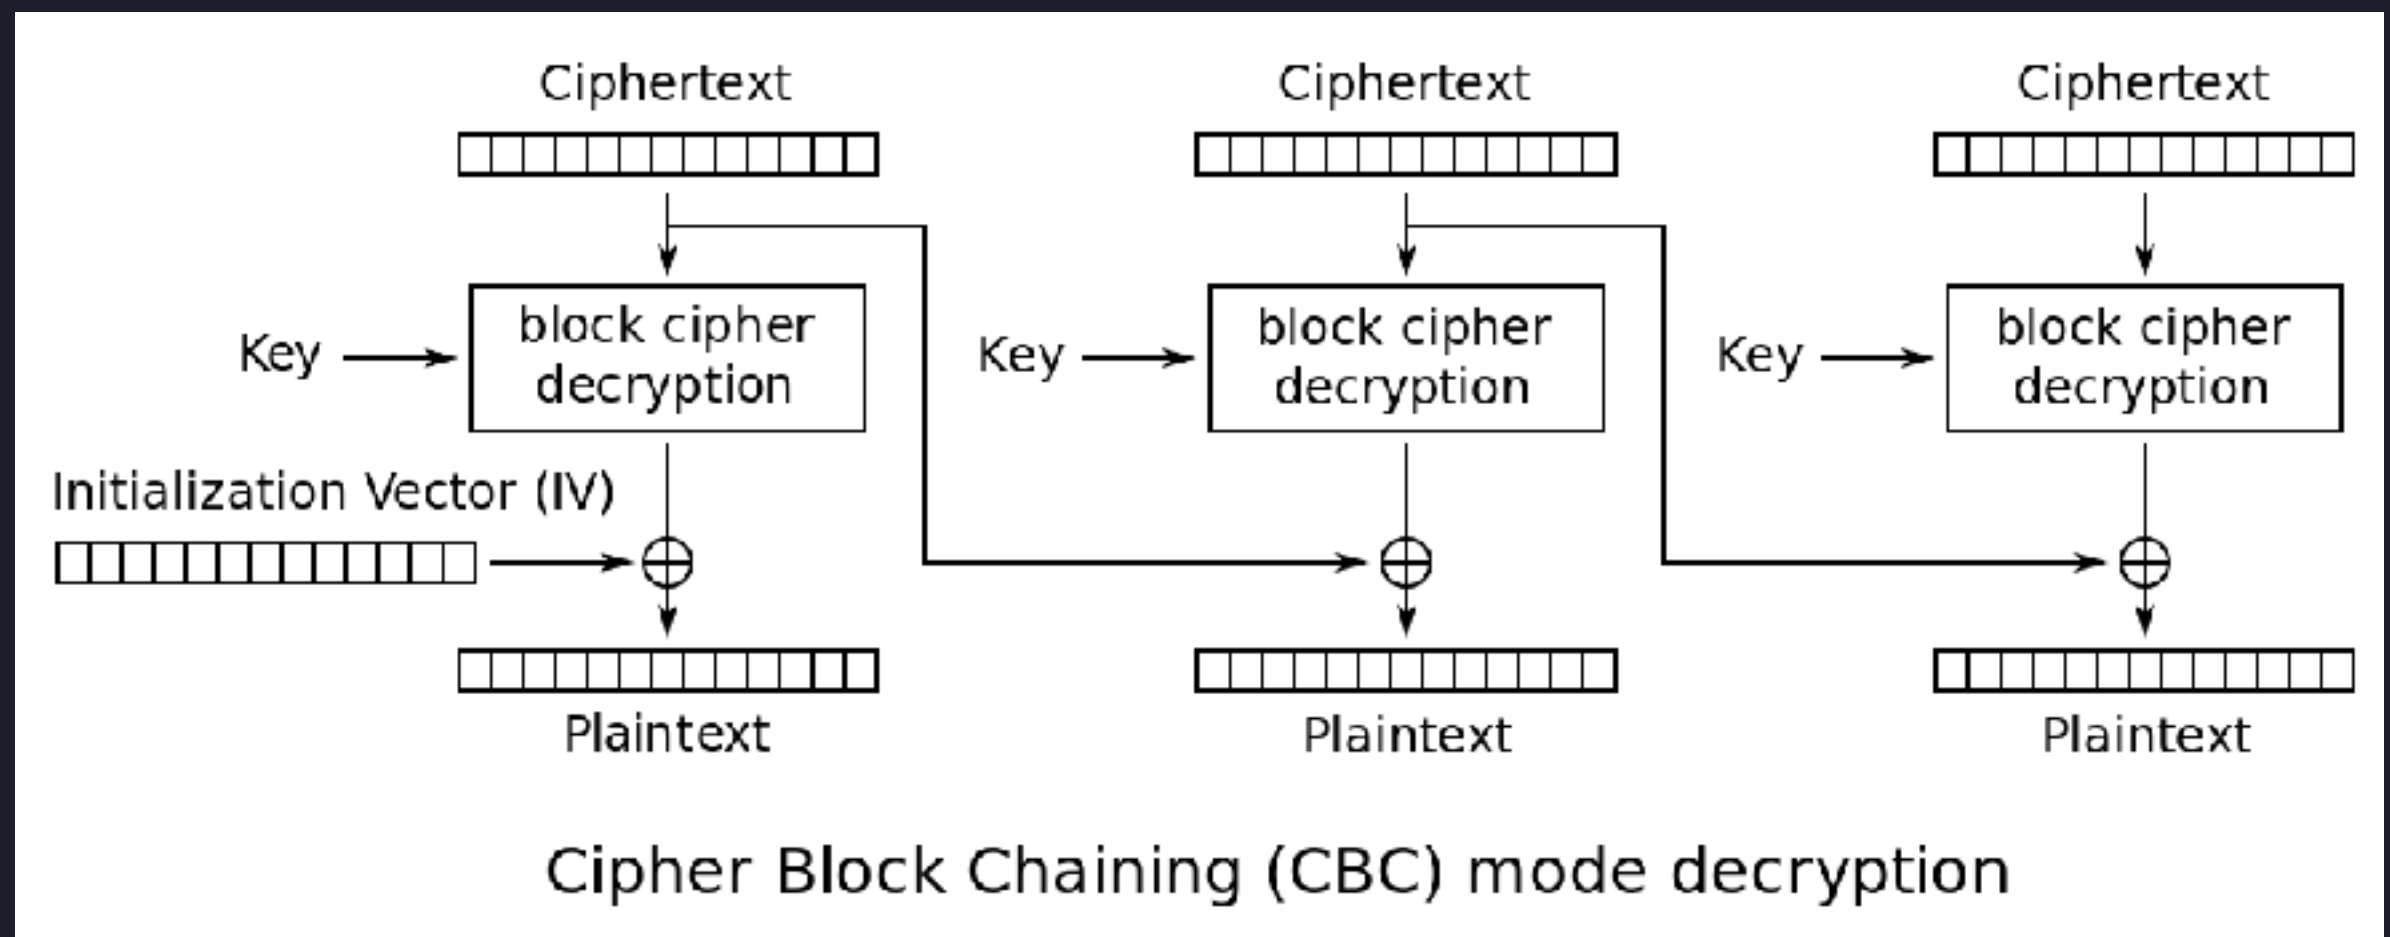 Ciphertext
Ciphertext
Ciphertext
Key
block cipher
decryption
Key
block cipher
decryption
Key
block cipher
decryption
Initialization Vector (IV)
Plaintext
Plaintext
Plaintext
Cipher Block Chaining (CBC) mode decryption